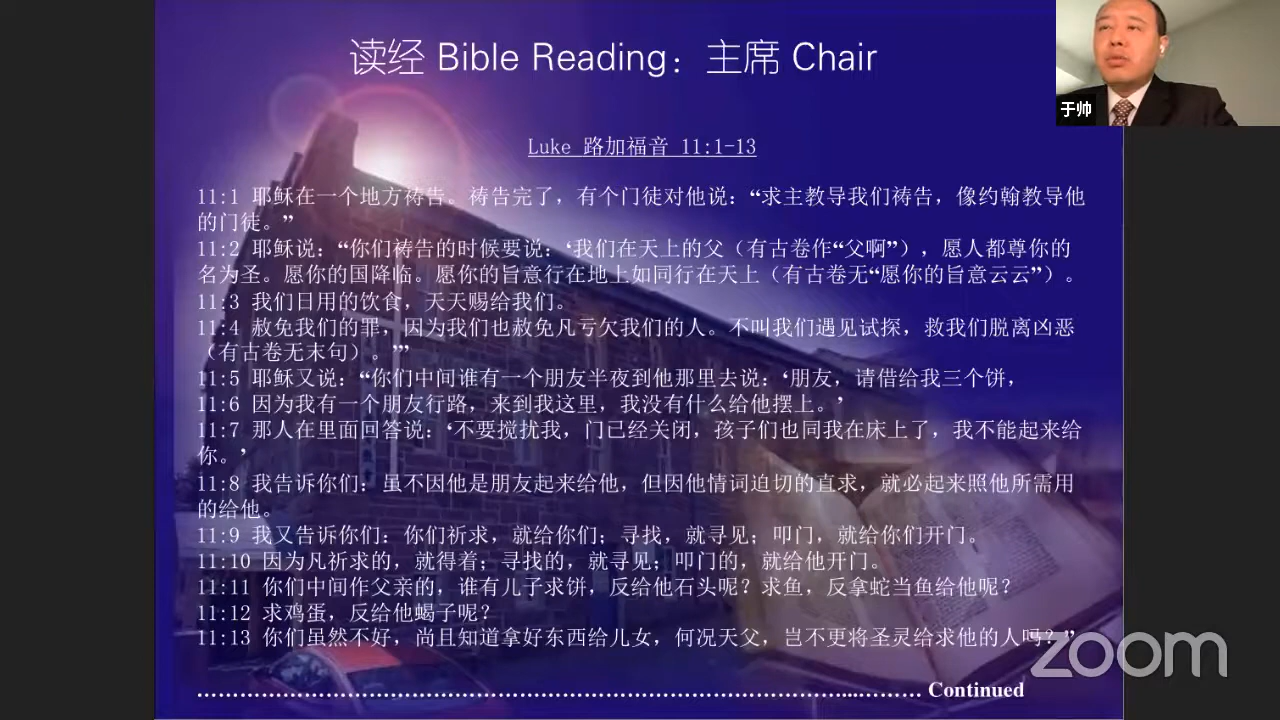 读经 Bible Reading：主席 Chair
于帅
Luke 路加福音 11:1-13
11:1 耶稣在一个地方祷告。祷告完了，有个门徒对他说：“求主教导我们祷告，像约翰教导他
的门徒。”
11:2 耶稣说：“你们祷告的时候要说：‘我们在天上的父（有古卷作“父啊”），愿人都尊你的
名为圣。愿你的国降临。愿你的旨意行在地上如同行在天上（有古卷无“愿你的旨意云云”）。
11:3 我们日用的饮食，天天赐给我们。
11:4 赦免我们的罪，因为我们也赦免凡亏欠我们的人。不叫我们遇见试探，救我们脱离凶恶
（有古卷无末句）。’”
11:5 耶稣又说：“你们中间谁有一个朋友半夜到他那里去说：‘朋友，请借给我三个饼，
11:6 因为我有一个朋友行路，来到我这里，我没有什么给他摆上。’
11:7 那人在里面回答说：‘不要搅扰我，门已经关闭，孩子们也同我在床上了，我不能起来给
你。’
11:8 我告诉你们：虽不因他是朋友起来给他，但因他情词迫切的直求，就必起来照他所需用
的给他。
11:9 我又告诉你们：你们祈求，就给你们；寻找，就寻见；叩门，就给你们开门。
11:10 因为凡祈求的，就得着；寻找的，就寻见；叩门的，就给他开门。
11:11 你们中间作父亲的，谁有儿子求饼，反给他石头呢？求鱼，反拿蛇当鱼给他呢？
11:12 求鸡蛋，反给他蝎子呢？
11:13 你们虽然不好，尚且知道拿好东西给儿女，何况天父，岂不更将圣灵给求他的人吗？”
zoom
................................................................................................ Continued